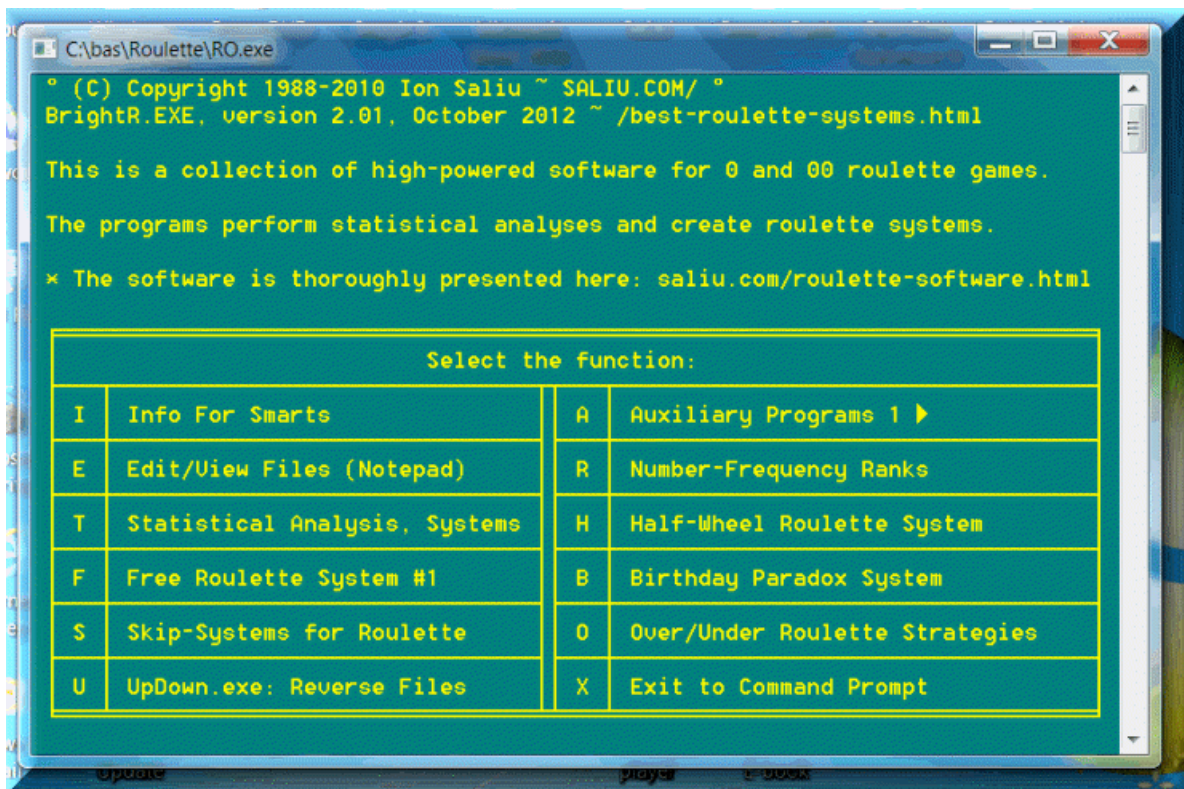 C:\bas\Roulette\RO.exe
° (C) Copyright 1988-2010 Ion Saliu ~ SALIU.COM/ °
BrightR.EXE, version 2.01, October 2012 ~ /best-roulette-systems.html
This is a collection of high-powered software for 0 and 00 roulette games.
The programs perform statistical analyses and create roulette systems.
* The software is thoroughly presented here: saliu.com/roulette-software.html
Select the function:
I Info For Smarts A Auxiliary Programs 1 ►
E Edit/View Files (Notepad) R Number-Frequency Ranks
T Statistical Analysis, Systems H Half-Wheel Roulette System
F Free Roulette System #1 B Birthday Paradox System
S Skip-Systems for Roulette O Over/Under Roulette Strategies
U UpDown.exe: Reverse Files X Exit to Command Prompt
update player E-book